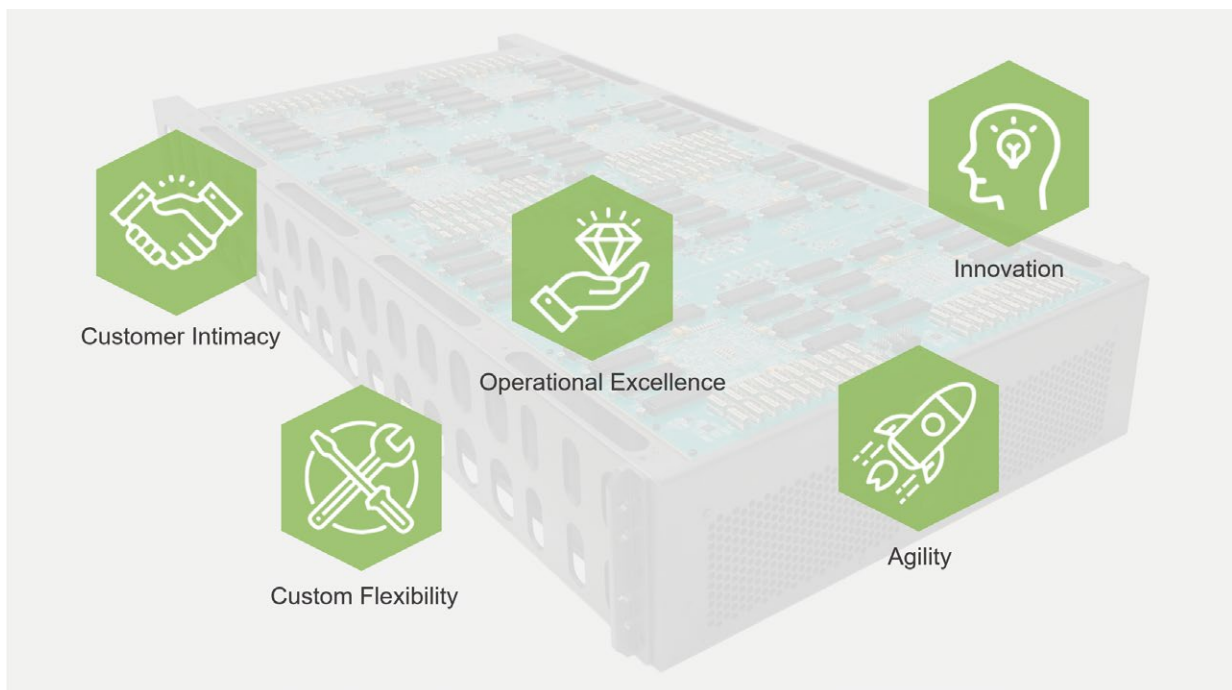 Innovation
Customer Intimacy
Operational Excellence
Agility
Custom Flexibility